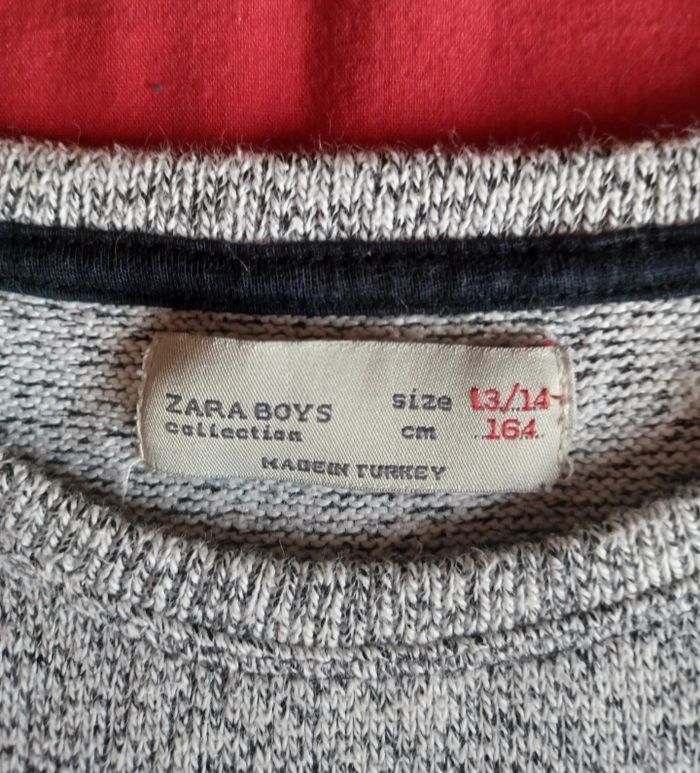 ZARA BOYS size 13/14
collection cm 164
MADE IN TURKEY